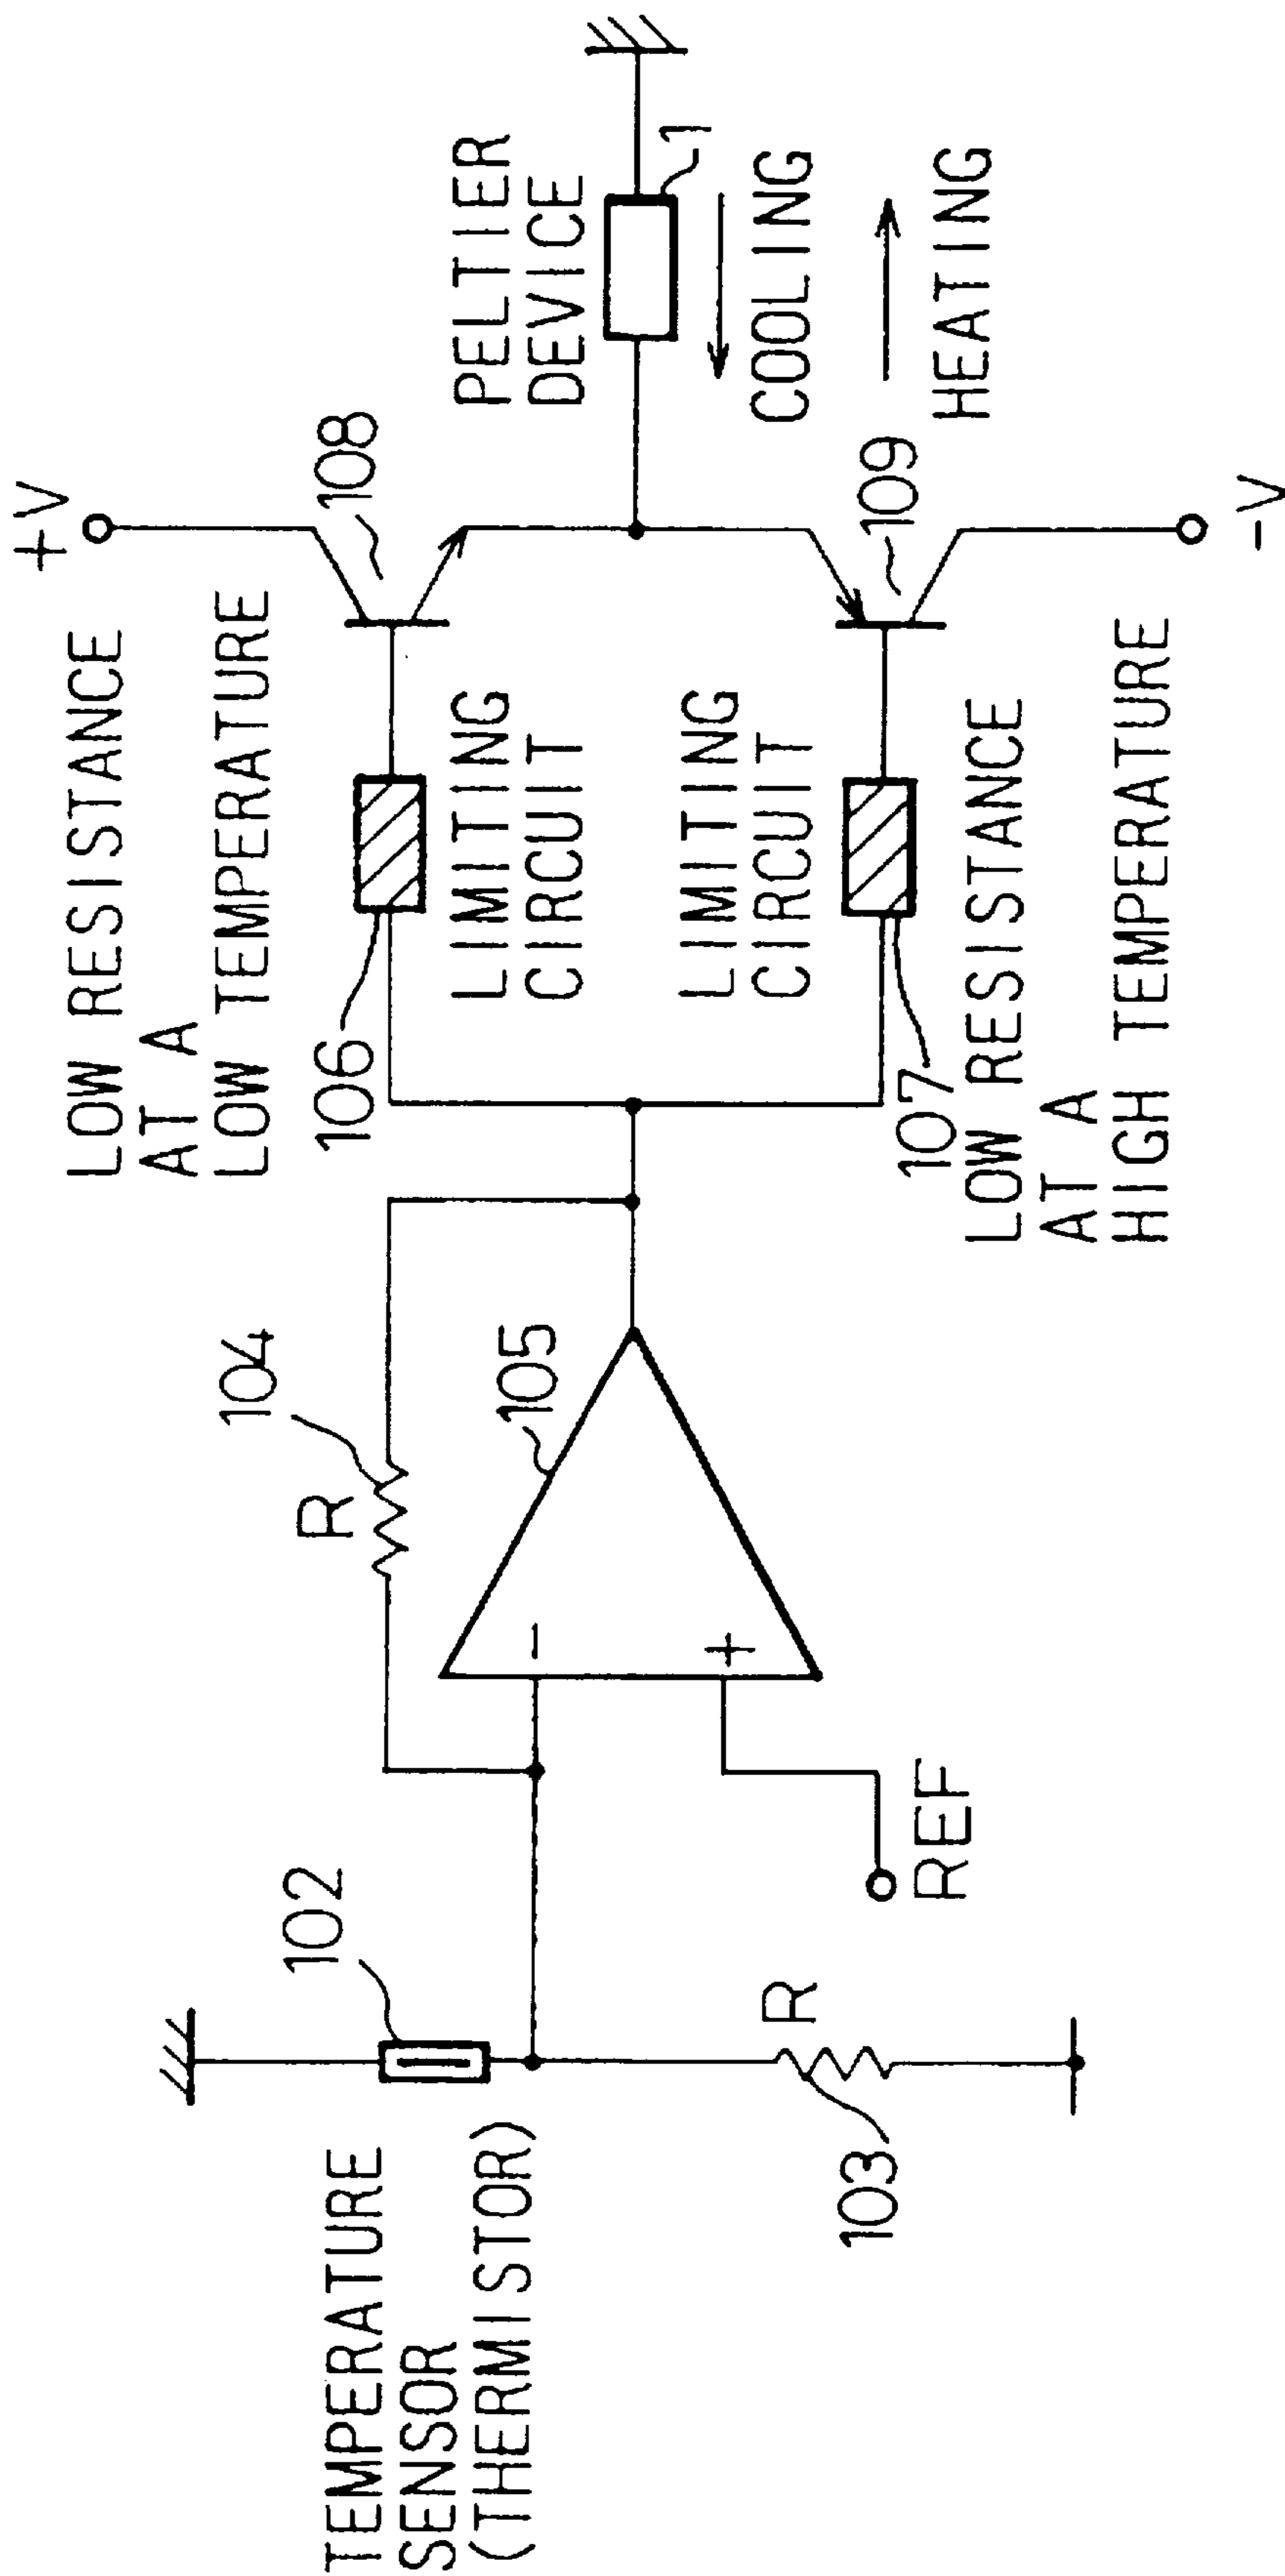 TEMPERATURE
SENSOR
(THERMISTOR)
102
R
103
REF
R
104
-
+
105
LOW RESISTANCE
AT A
LOW TEMPERATURE
106
LIMITING
CIRCUIT
LIMITING
CIRCUIT
107
LOW RESISTANCE
AT A
HIGH TEMPERATURE
+V
108
109
-V
PELTIER
DEVICE
1
COOLING
HEATING